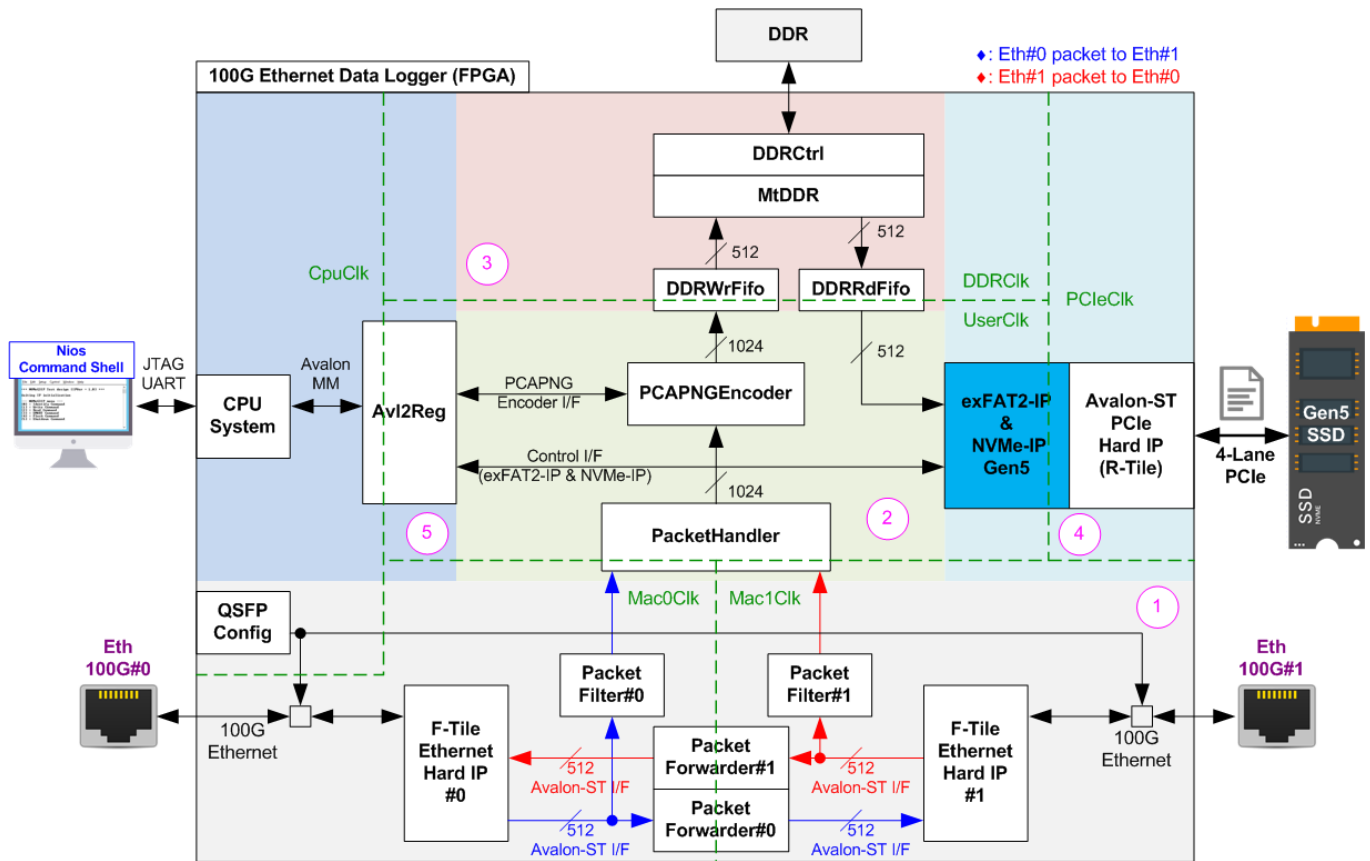 DDR
♦: Eth#0 packet to Eth#1
♦: Eth#1 packet to Eth#0
100G Ethernet Data Logger (FPGA)
DDRCtrl
MtDDR
512
512
3
CpuClk
DDRWrFifo
DDRRdFifo
DDRClk
PCIeClk
UserClk
Nios
Command Shell
JTAG
UART
CPU
System
Avalon
MM
Avl2Reg
PCAPNG
Encoder I/F
1024
PCAPNGEncoder
512
exFAT2-IP
&
NVMe-IP
Gen5
Avalon-ST
PCIe
Hard IP
(R-Tile)
4-Lane
PCIe
Gen5
SSD
SSD
NVME
Control I/F
(exFAT2-IP & NVMe-IP)
1024
5
PacketHandler
2
4
Mac0Clk
Mac1Clk
1
QSFP
Config
Eth
100G#0
Eth
100G#1
Packet
Filter#0
Packet
Filter#1
100G
Ethernet
F-Tile
Ethernet
Hard IP
#0
512
Avalon-ST I/F
Packet
Forwarder#1
512
Avalon-ST I/F
F-Tile
Ethernet
Hard IP
#1
100G
Ethernet
512
Avalon-ST I/F
Packet
Forwarder#0
512
Avalon-ST I/F